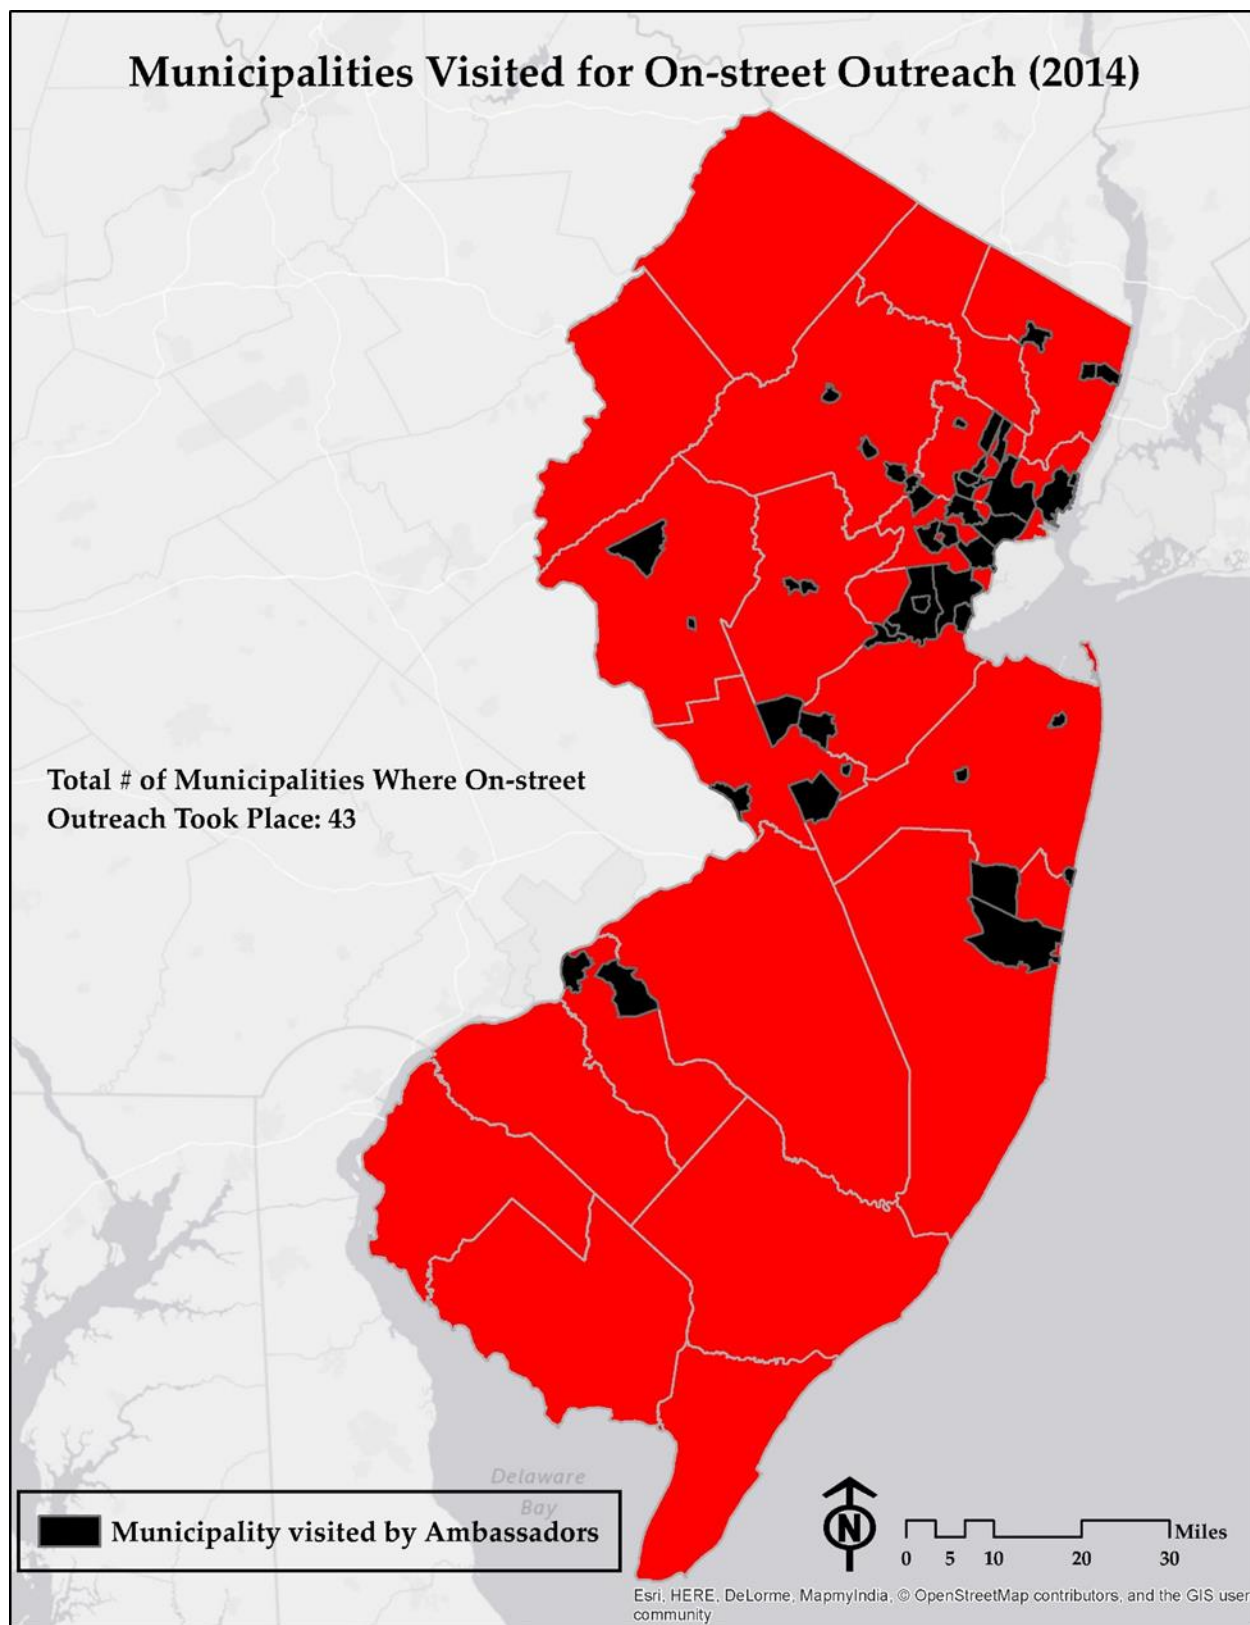 Municipalities Visited for On-street Outreach (2014)
Total # of Municipalities Where On-street
Outreach Took Place: 43
Delaware
Bay
Municipality visited by Ambassadors
N
Miles
0 5 10 20 30
Esri, HERE, DeLorme, MapmyIndia, © OpenStreetMap contributors, and the GIS user
community